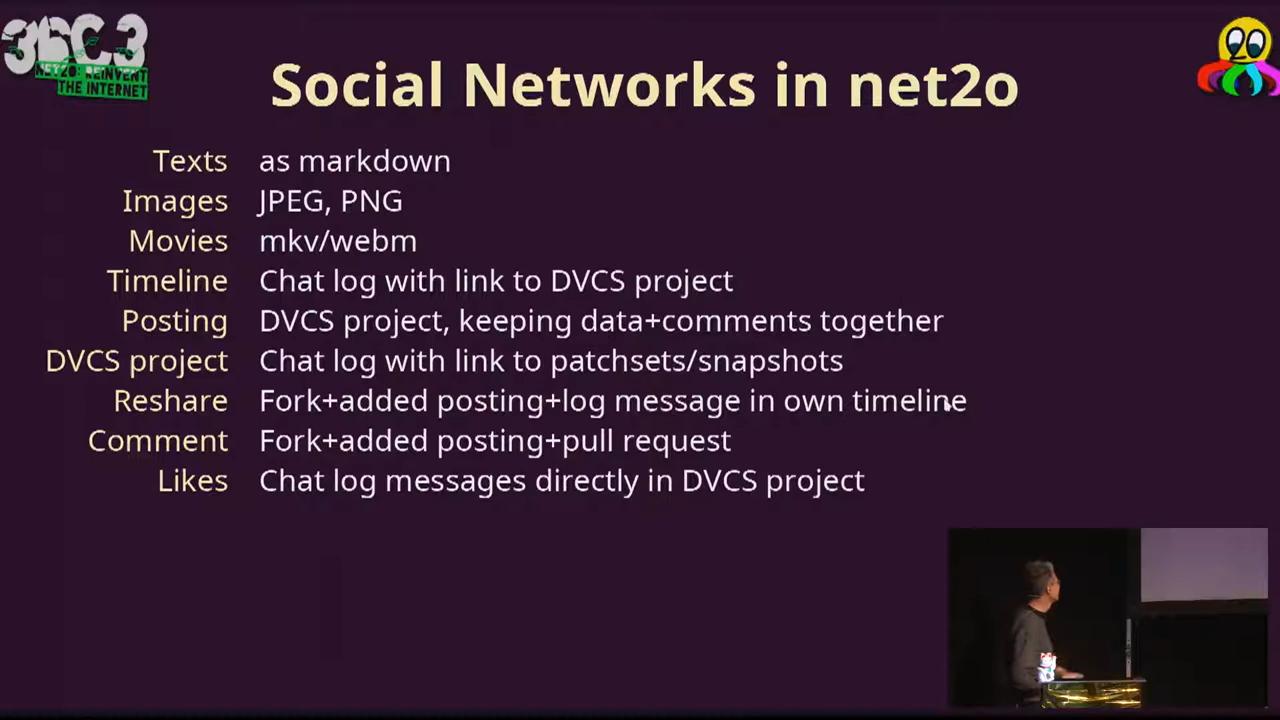 36C3
NET2O: REINVENT
THE INTERNET
Social Networks in net2o
Texts as markdown
Images JPEG, PNG
Movies mkv/webm
Timeline Chat log with link to DVCS project
Posting DVCS project, keeping data+comments together
DVCS project Chat log with link to patchsets/snapshots
Reshare Fork+added posting+log message in own timeline
Comment Fork+added posting+pull request
Likes Chat log messages directly in DVCS project